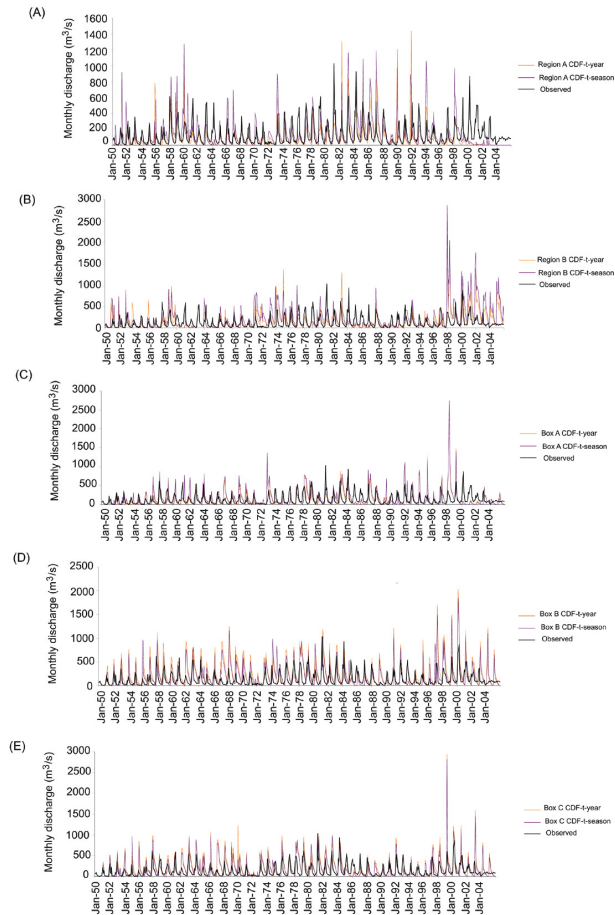 (A)
Monthly discharge (m³/s)
1600
1400
1200
1000
800
600
400
200
0
Region A CDF-t-year
Region A CDF-t-season
Observed
Jan-50 Jan-52 Jan-54 Jan-56 Jan-58 Jan-60 Jan-62 Jan-64 Jan-66 Jan-68 Jan-70 Jan-72 Jan-74 Jan-76 Jan-78 Jan-80 Jan-82 Jan-84 Jan-86 Jan-88 Jan-90 Jan-92 Jan-94 Jan-96 Jan-98 Jan-00 Jan-02 Jan-04
(B)
Monthly discharge (m³/s)
3000
2500
2000
1500
1000
500
0
Region B CDF-t-year
Region B CDF-t-season
Observed
Jan-50 Jan-52 Jan-54 Jan-56 Jan-58 Jan-60 Jan-62 Jan-64 Jan-66 Jan-68 Jan-70 Jan-72 Jan-74 Jan-76 Jan-78 Jan-80 Jan-82 Jan-84 Jan-86 Jan-88 Jan-90 Jan-92 Jan-94 Jan-96 Jan-98 Jan-00 Jan-02 Jan-04
(C)
Monthly discharge (m³/s)
3000
2500
2000
1500
1000
500
0
Box A CDF-t-year
Box A CDF-t-season
Observed
Jan-50 Jan-52 Jan-54 Jan-56 Jan-58 Jan-60 Jan-62 Jan-64 Jan-66 Jan-68 Jan-70 Jan-72 Jan-74 Jan-76 Jan-78 Jan-80 Jan-82 Jan-84 Jan-86 Jan-88 Jan-90 Jan-92 Jan-94 Jan-96 Jan-98 Jan-00 Jan-02 Jan-04
(D)
Monthly discharge (m³/s)
2500
2000
1500
1000
500
0
Box B CDF-t-year
Box B CDF-t-season
Observed
Jan-50 Jan-52 Jan-54 Jan-56 Jan-58 Jan-60 Jan-62 Jan-64 Jan-66 Jan-68 Jan-70 Jan-72 Jan-74 Jan-76 Jan-78 Jan-80 Jan-82 Jan-84 Jan-86 Jan-88 Jan-90 Jan-92 Jan-94 Jan-96 Jan-98 Jan-00 Jan-02 Jan-04
(E)
Monthly discharge (m³/s)
3000
2500
2000
1500
1000
500
0
Box C CDF-t-year
Box C CDF-t-season
Observed
Jan-50 Jan-52 Jan-54 Jan-56 Jan-58 Jan-60 Jan-62 Jan-64 Jan-66 Jan-68 Jan-70 Jan-72 Jan-74 Jan-76 Jan-78 Jan-80 Jan-82 Jan-84 Jan-86 Jan-88 Jan-90 Jan-92 Jan-94 Jan-96 Jan-98 Jan-00 Jan-02 Jan-04